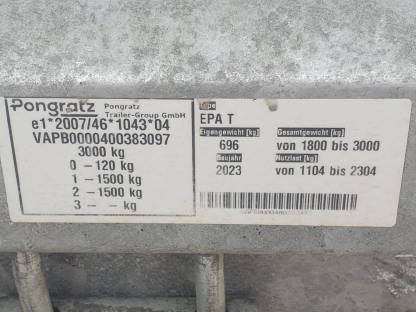 Pongratz Pongratz
Trailer-Group GmbH
e1*2007/46*1043*04
VAPB0000400383097
3000 kg
0 - 120 kg
1 - 1500 kg
2 - 1500 kg
3 - - kg
Type
EPA T
Eigengewicht [kg] Gesamtgewicht [kg]
696 von 1800 bis 3000
Baujahr Nutzlast [kg]
2023 von 1104 bis 2304